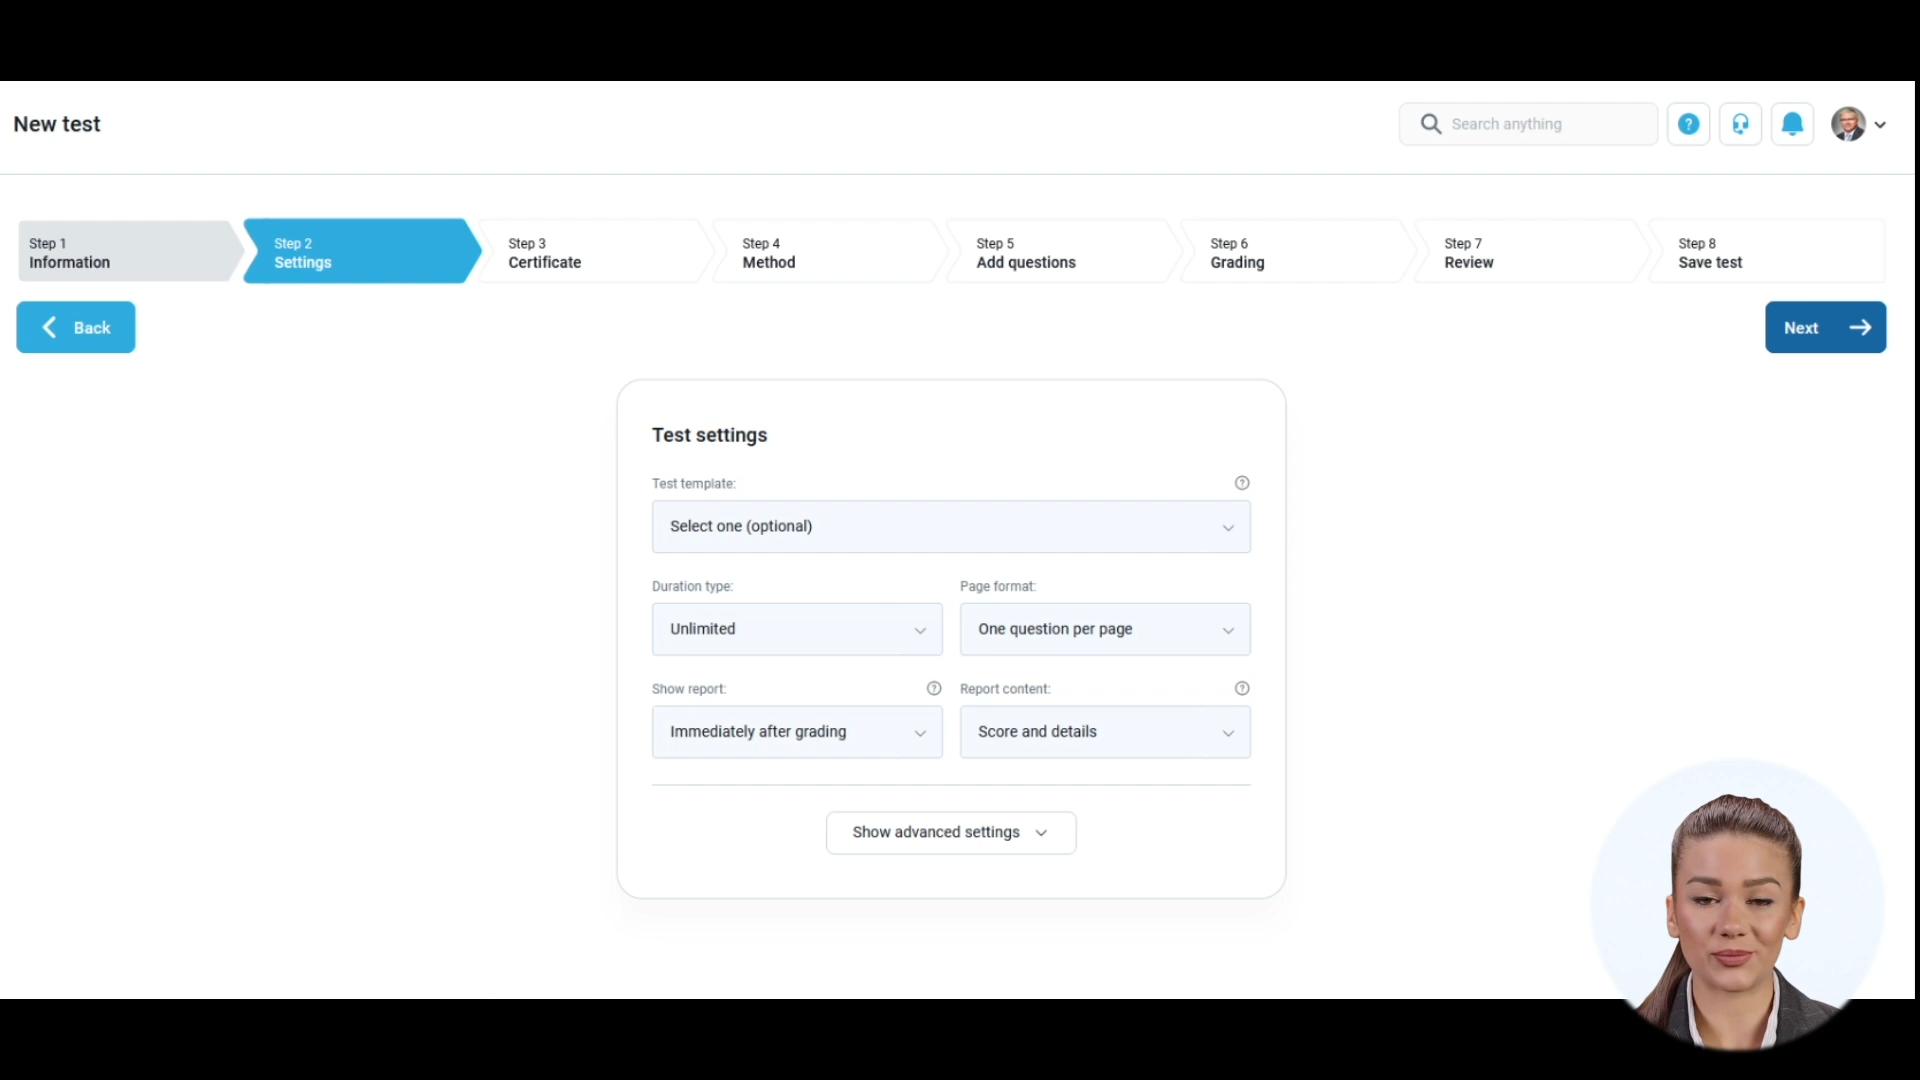 New test
Search anything
Step 1
Information
Step 2
Settings
Step 3
Certificate
Step 4
Method
Step 5
Add questions
Step 6
Grading
Step 7
Review
Step 8
Save test
Back
Next
Test settings
Test template:
Select one (optional)
Duration type:
Page format:
Unlimited
One question per page
Show report:
Report content:
Immediately after grading
Score and details
Show advanced settings